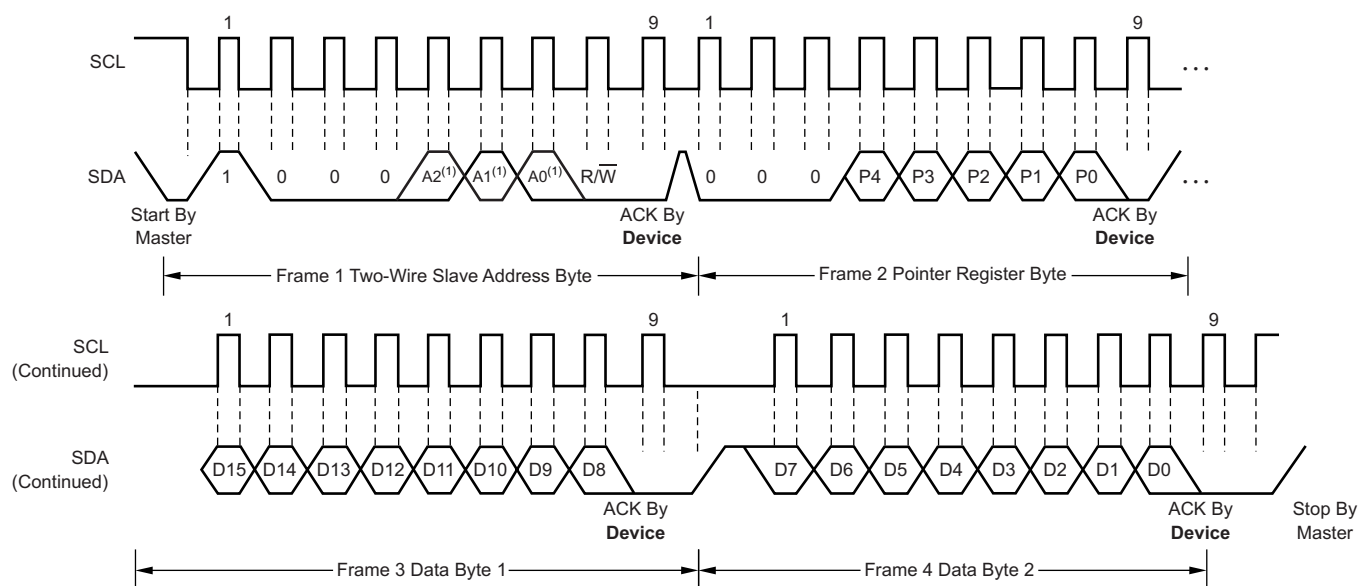 1 9 1 9
SCL ...
SDA 1 0 0 0 A2(1) A1(1) A0(1) R/W̅ 0 0 0 P4 P3 P2 P1 P0 ...
Start By
Master
ACK By
Device
ACK By
Device
Frame 1 Two-Wire Slave Address Byte
Frame 2 Pointer Register Byte
1 9 1 9
SCL
(Continued)
SDA
(Continued)
D15 D14 D13 D12 D11 D10 D9 D8 D7 D6 D5 D4 D3 D2 D1 D0
ACK By
Device
ACK By
Device
Stop By
Master
Frame 3 Data Byte 1
Frame 4 Data Byte 2